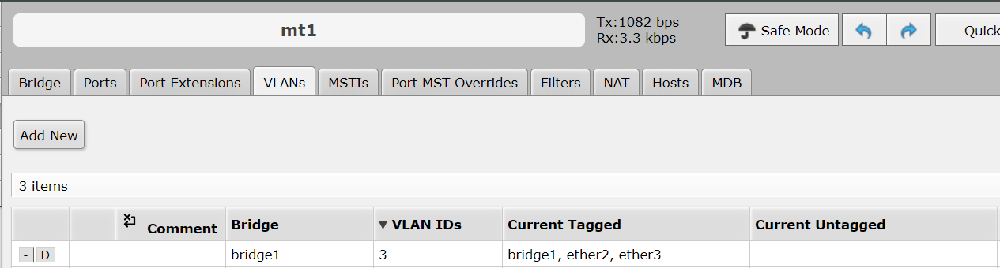 mt1
Tx:1082 bps
Rx:3.3 kbps
Safe Mode
Quick
Bridge Ports Port Extensions VLANs MSTIs Port MST Overrides Filters NAT Hosts MDB
Add New
3 items
Comment Bridge ▼ VLAN IDs Current Tagged Current Untagged
- D bridge1 3 bridge1, ether2, ether3